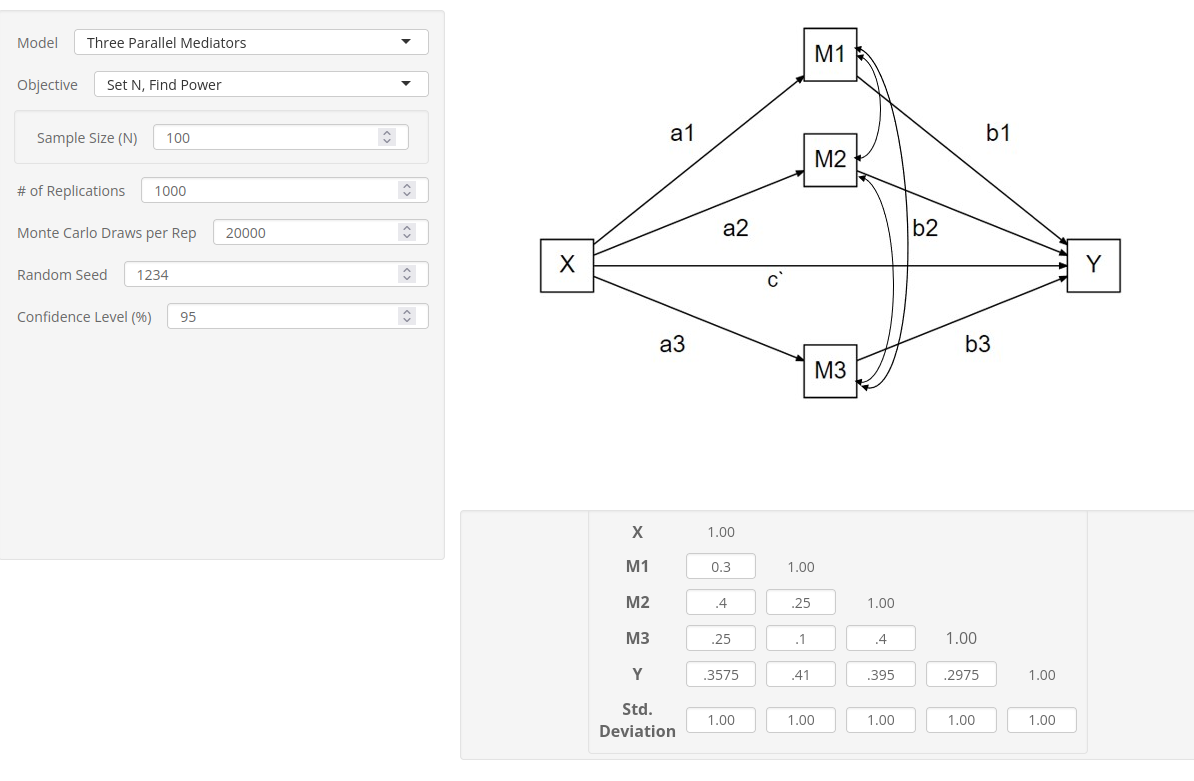 Model Three Parallel Mediators
Objective Set N, Find Power
Sample Size (N) 100
# of Replications 1000
Monte Carlo Draws per Rep 20000
Random Seed 1234
Confidence Level (%) 95
M1
a1
b1
M2
a2
b2
X
c`
Y
a3
b3
M3
X 1.00
M1 0.3 1.00
M2 .4 .25 1.00
M3 .25 .1 .4 1.00
Y .3575 .41 .395 .2975 1.00
Std.
Deviation 1.00 1.00 1.00 1.00 1.00